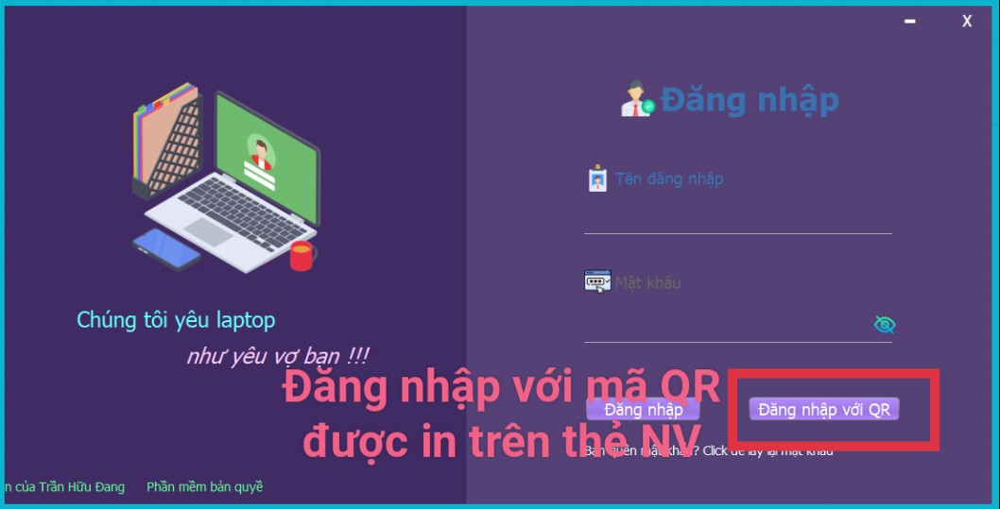 X
Đăng nhập
Tên đăng nhập
Mật khẩu
Chúng tôi yêu laptop
như yêu vợ bạn !!!
Đăng nhập với mã QR
được in trên thẻ NV
Đăng nhập
Đăng nhập với QR
Bạn quên mật khẩu? Click để lấy lại mật khẩu
n của Trần Hữu Đang
Phần mềm bản quyề